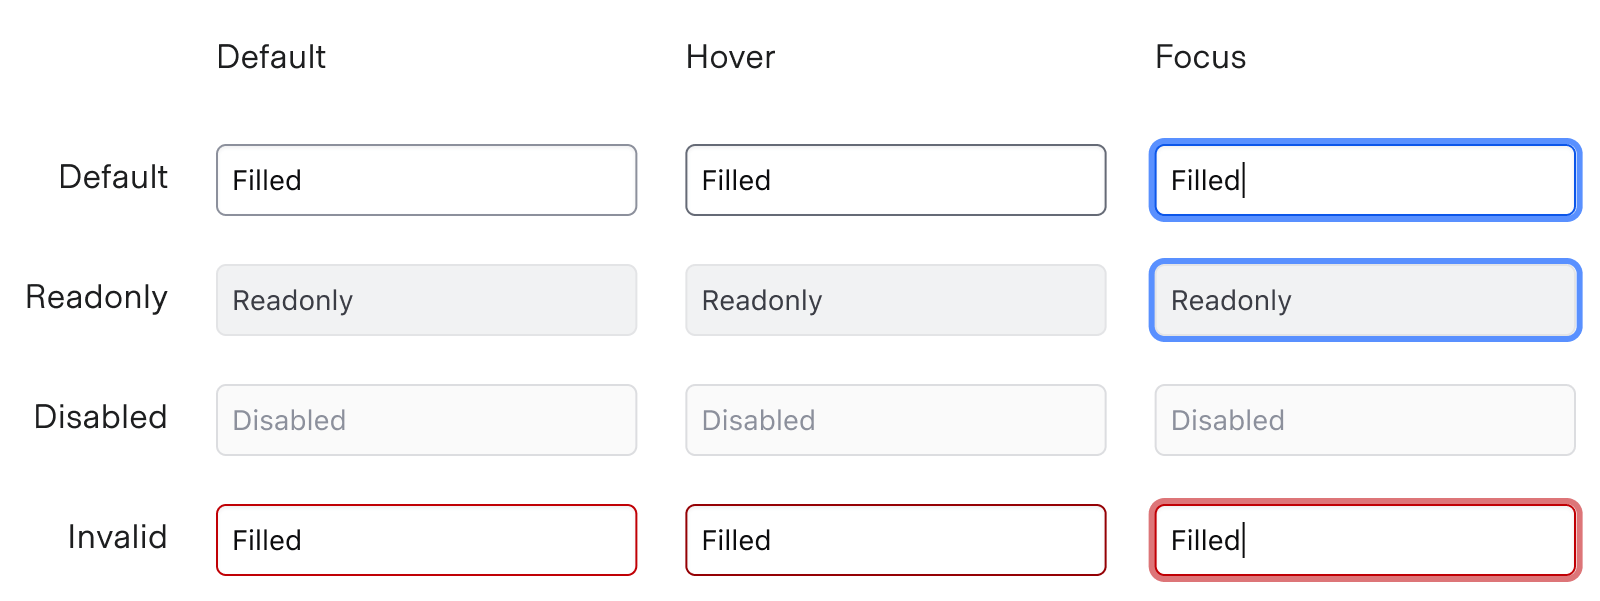 Default Hover Focus
Default Filled Filled Filled
Readonly Readonly Readonly Readonly
Disabled Disabled Disabled Disabled
Invalid Filled Filled Filled